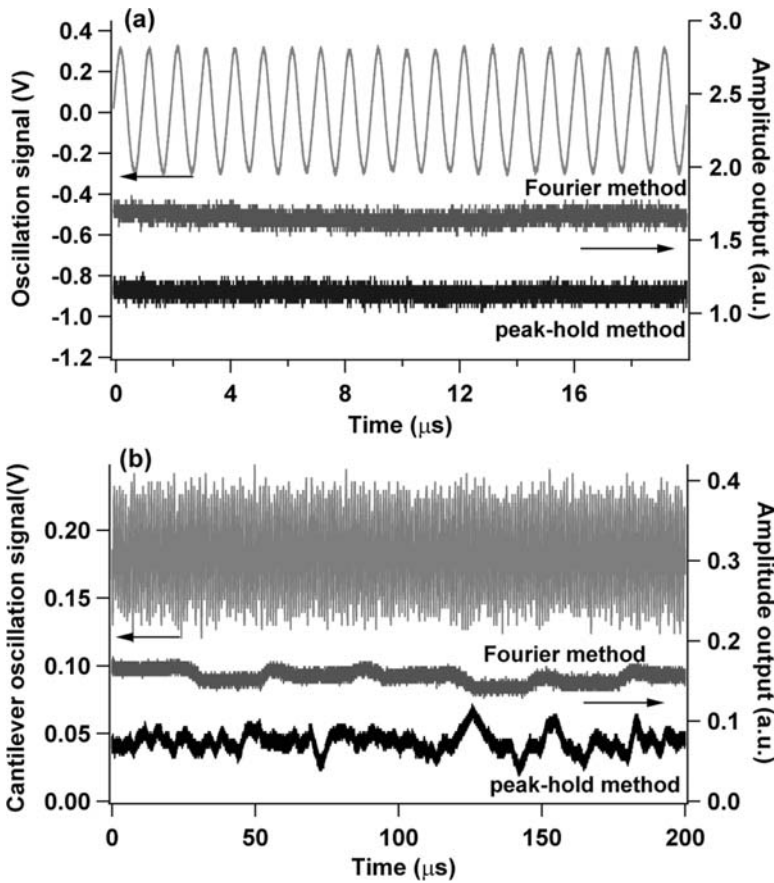 (a)
Oscillation signal (V)
0.4
0.2
0.0
-0.2
-0.4
-0.6
-0.8
-1.0
-1.2
3.0
2.5
2.0
1.5
1.0
Amplitude output (a.u.)
Fourier method
peak-hold method
0
4
8
12
16
Time (μs)
(b)
Cantilever oscillation signal(V)
0.20
0.15
0.10
0.05
0.00
0.4
0.3
0.2
0.1
0.0
Amplitude output (a.u.)
Fourier method
peak-hold method
0
50
100
150
200
Time (μs)